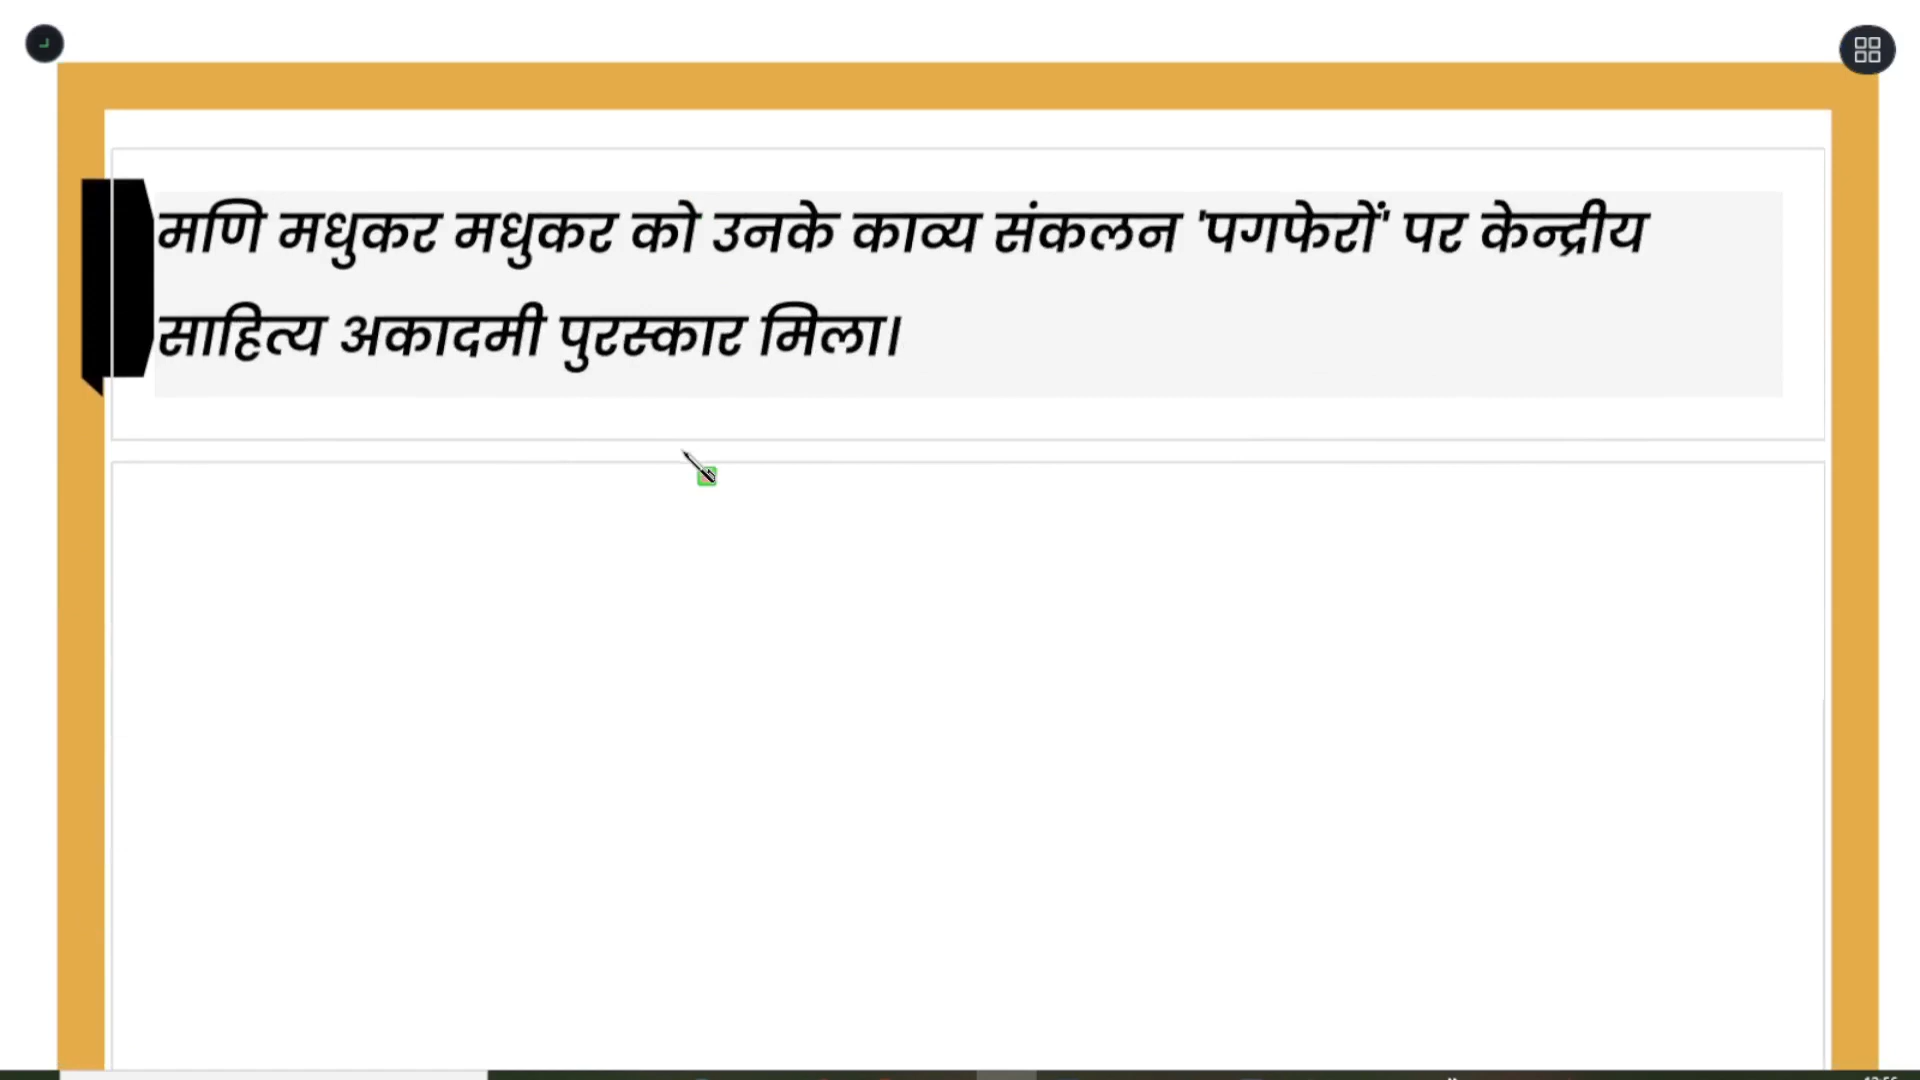 मणि मधुकर मधुकर को उनके काव्य संकलन 'पगफेरों' पर केन्द्रीय
साहित्य अकादमी पुरस्कार मिला।